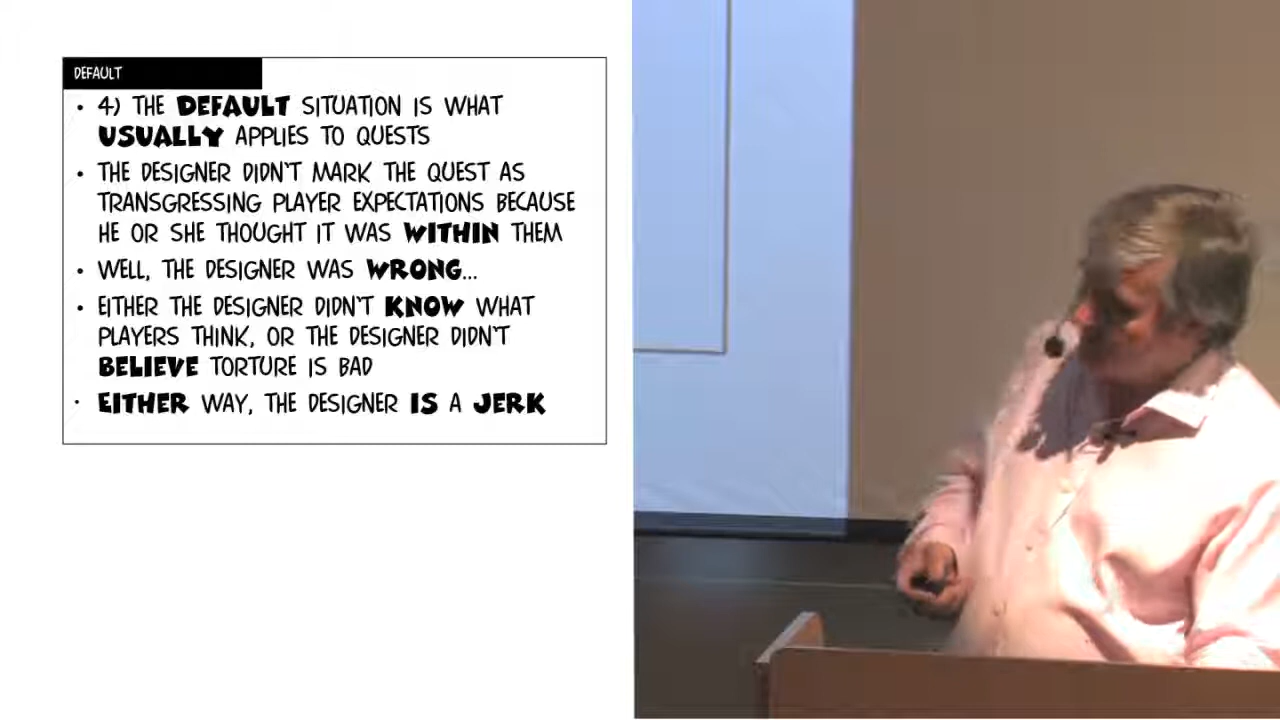 DEFAULT
• 4) THE DEFAULT SITUATION IS WHAT
USUALLY APPLIES TO QUESTS
• THE DESIGNER DIDN'T MARK THE QUEST AS
TRANSGRESSING PLAYER EXPECTATIONS BECAUSE
HE OR SHE THOUGHT IT WAS WITHIN THEM
• WELL, THE DESIGNER WAS WRONG...
• EITHER THE DESIGNER DIDN'T KNOW WHAT
PLAYERS THINK, OR THE DESIGNER DIDN'T
BELIEVE TORTURE IS BAD
• EITHER WAY, THE DESIGNER IS A JERK